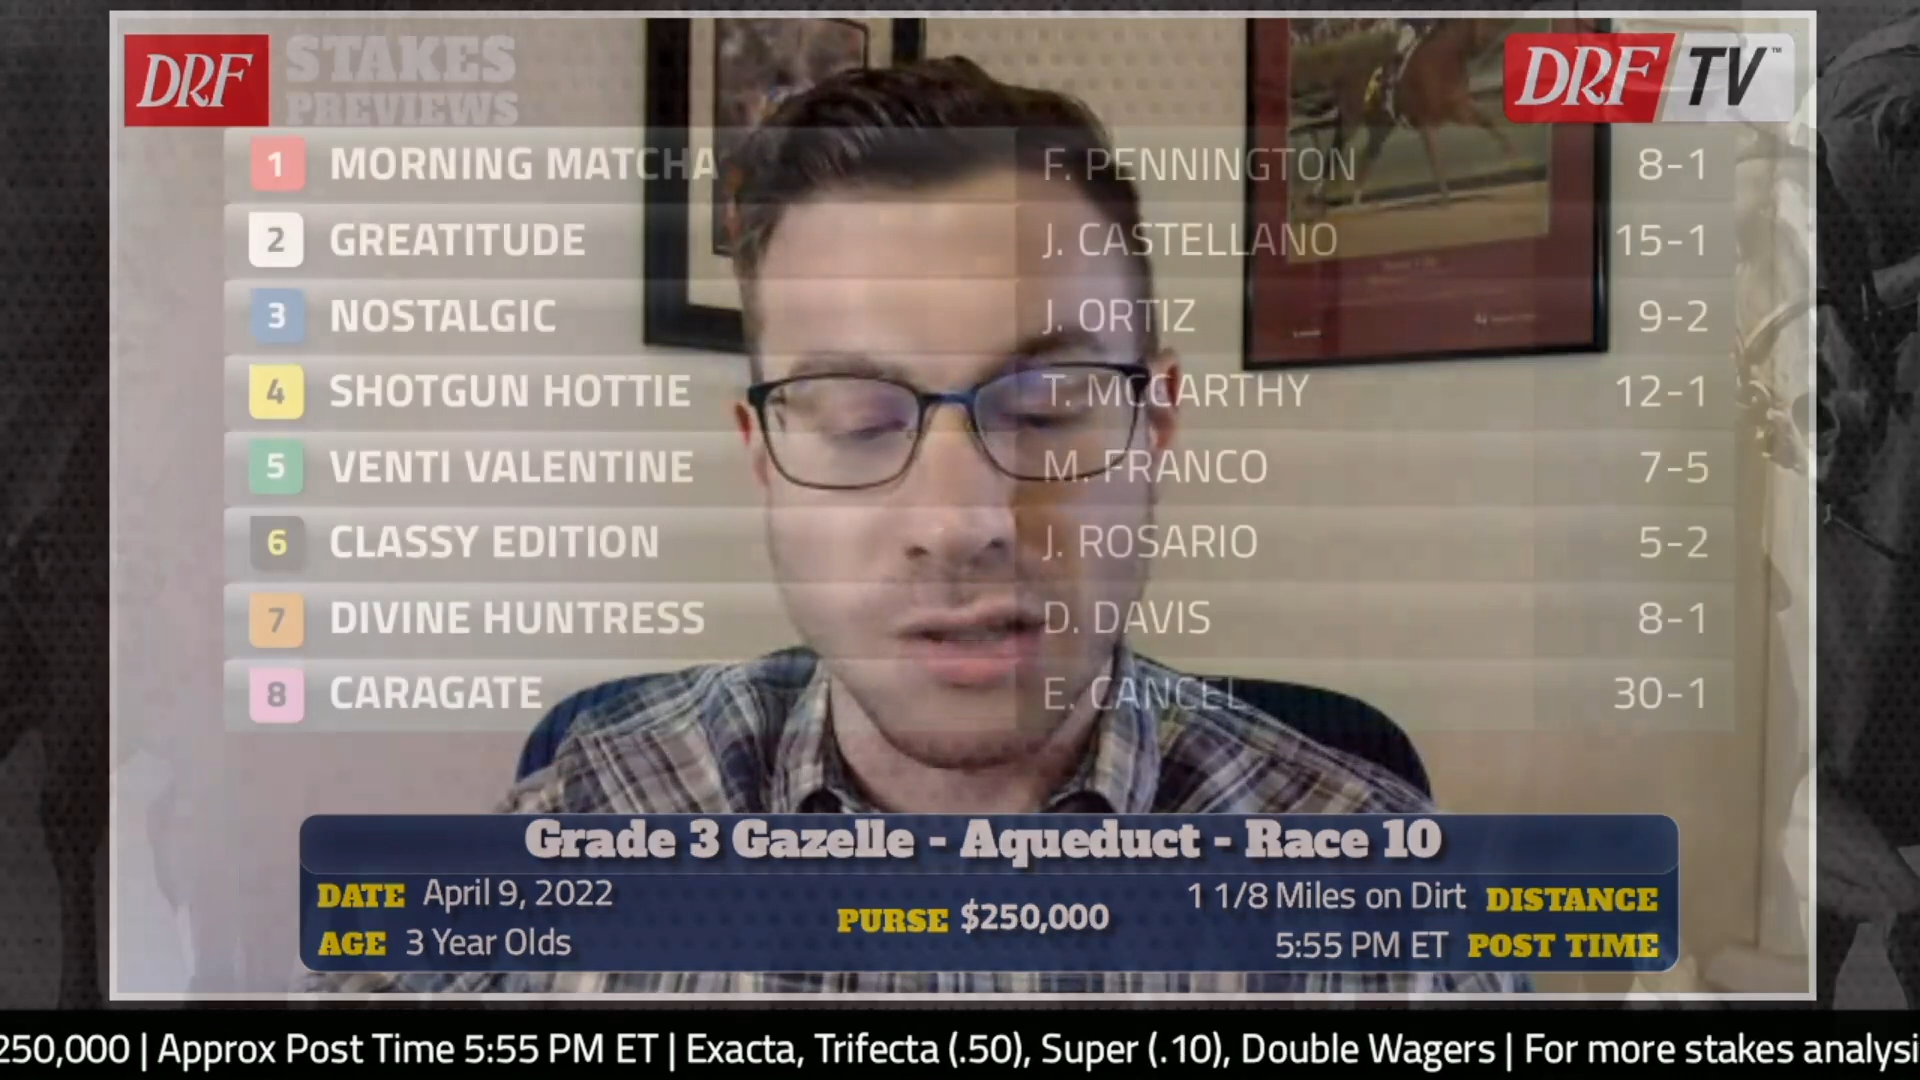 DRF STAKES PREVIEWS
DRF TV™
1 MORNING MATCHA F. PENNINGTON 8-1
2 GREATITUDE J. CASTELLANO 15-1
3 NOSTALGIC J. ORTIZ 9-2
4 SHOTGUN HOTTIE T. MCCARTHY 12-1
5 VENTI VALENTINE M. FRANCO 7-5
6 CLASSY EDITION J. ROSARIO 5-2
7 DIVINE HUNTRESS D. DAVIS 8-1
8 CARAGATE E. CANCEL 30-1
Grade 3 Gazelle - Aqueduct - Race 10
DATE April 9, 2022
AGE 3 Year Olds
PURSE $250,000
1 1/8 Miles on Dirt DISTANCE
5:55 PM ET POST TIME
250,000 | Approx Post Time 5:55 PM ET | Exacta, Trifecta (.50), Super (.10), Double Wagers | For more stakes analysi